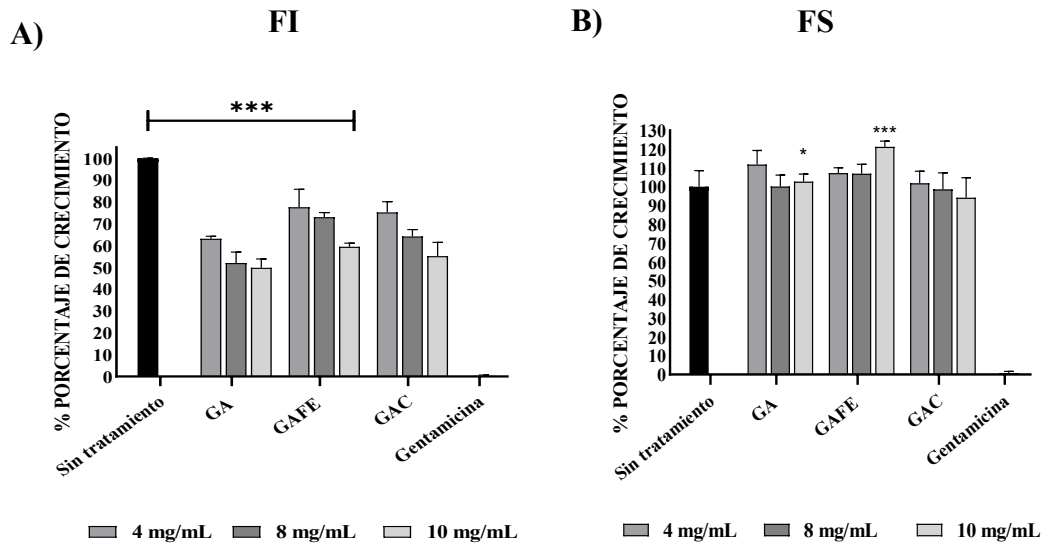 A)
FI
***
% PORCENTAJE DE CRECIMIENTO
100
90
80
70
60
50
40
30
20
10
0
Sin tratamiento
GA
GAFE
GAC
Gentamicina
4 mg/mL 8 mg/mL 10 mg/mL
B)
FS
% PORCENTAJE DE CRECIMIENTO
130
120
110
100
90
80
70
60
50
40
30
20
10
0
*
***
Sin tratamiento
GA
GAFE
GAC
Gentamicina
4 mg/mL 8 mg/mL 10 mg/mL